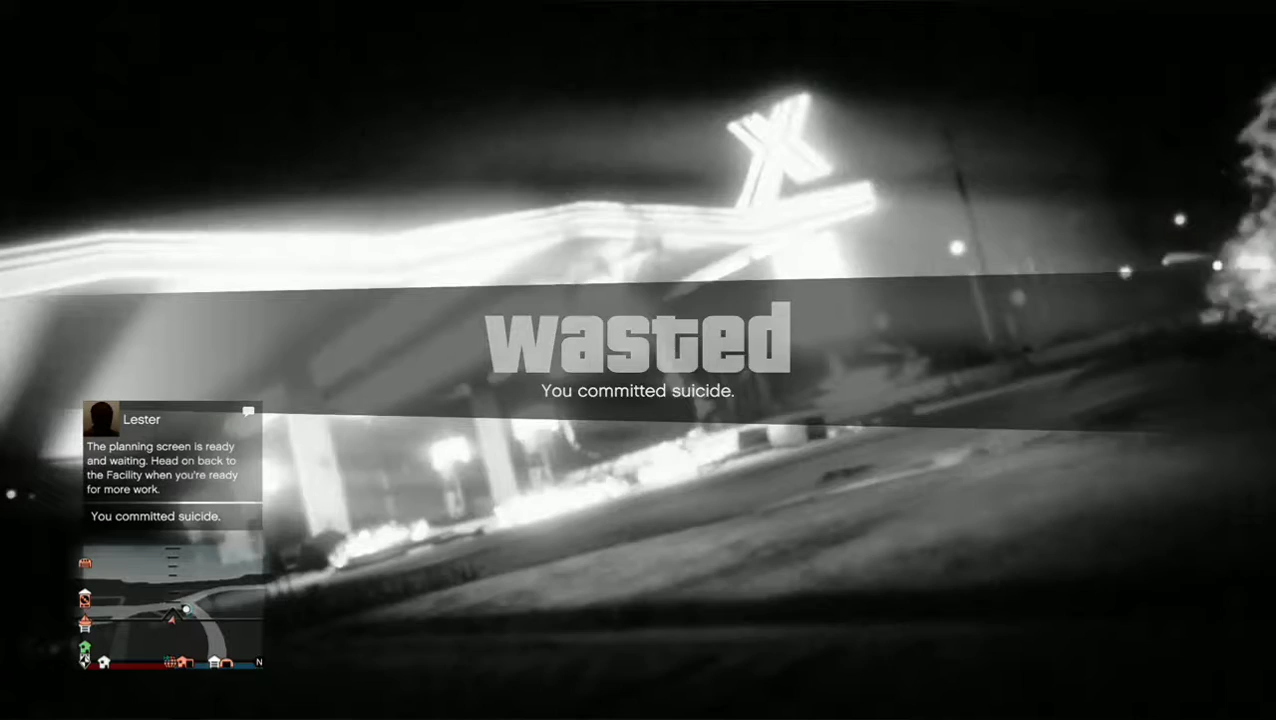 wasted
You committed suicide.
Lester
The planning screen is ready
and waiting. Head on back to
the Facility when you're ready
for more work.
You committed suicide.
N